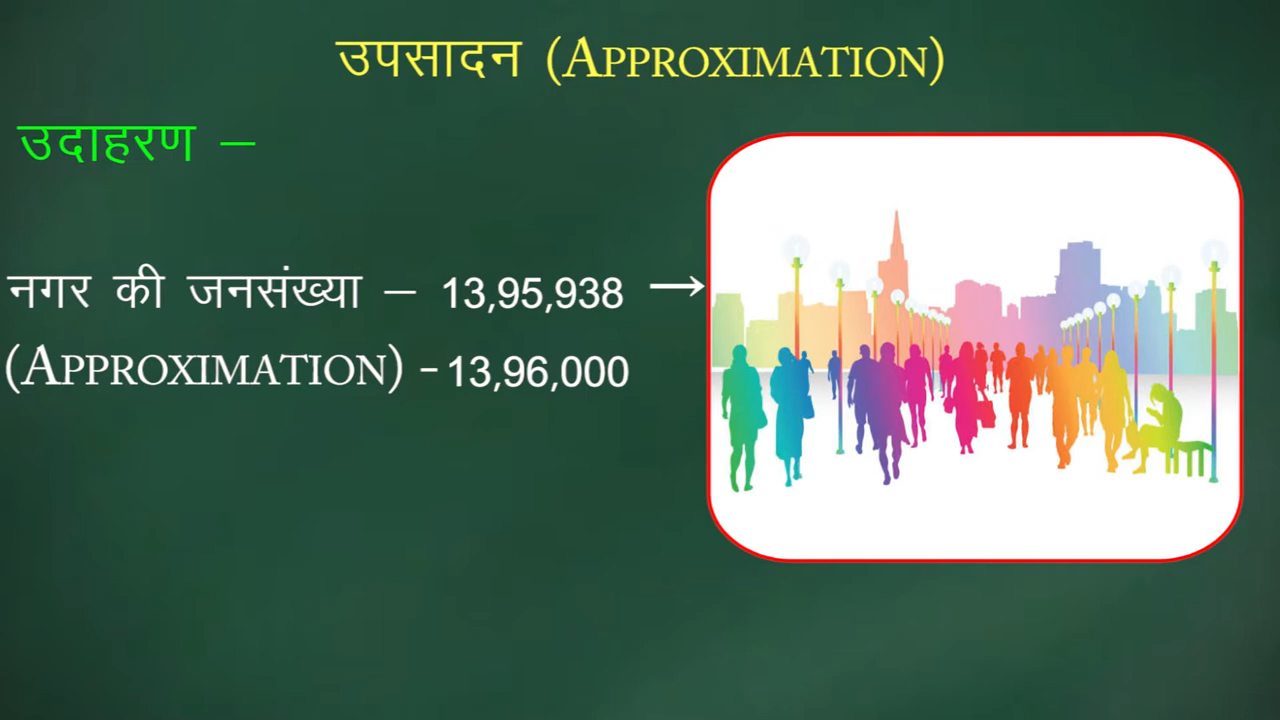 उपसादन (APPROXIMATION)
उदाहरण –
नगर की जनसंख्या – 13,95,938 →
(APPROXIMATION) -13,96,000